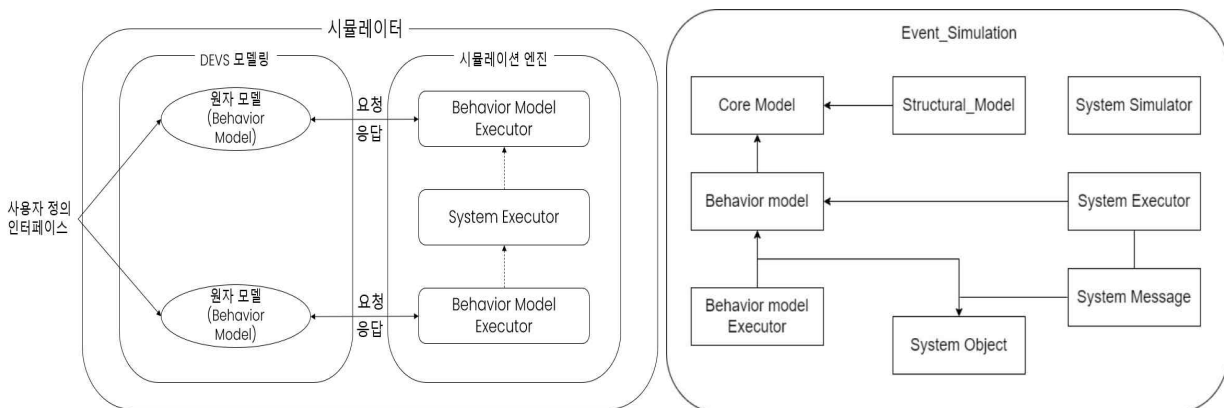 시뮬레이터
DEVS 모델링
시뮬레이션 엔진
원자 모델
(Behavior
Model)
요청
응답
Behavior Model
Executor
사용자 정의
인터페이스
System Executor
원자 모델
(Behavior
Model)
요청
응답
Behavior Model
Executor
Event_Simulation
Core Model
Structural_Model
System Simulator
Behavior model
System Executor
Behavior model
Executor
System Object
System Message